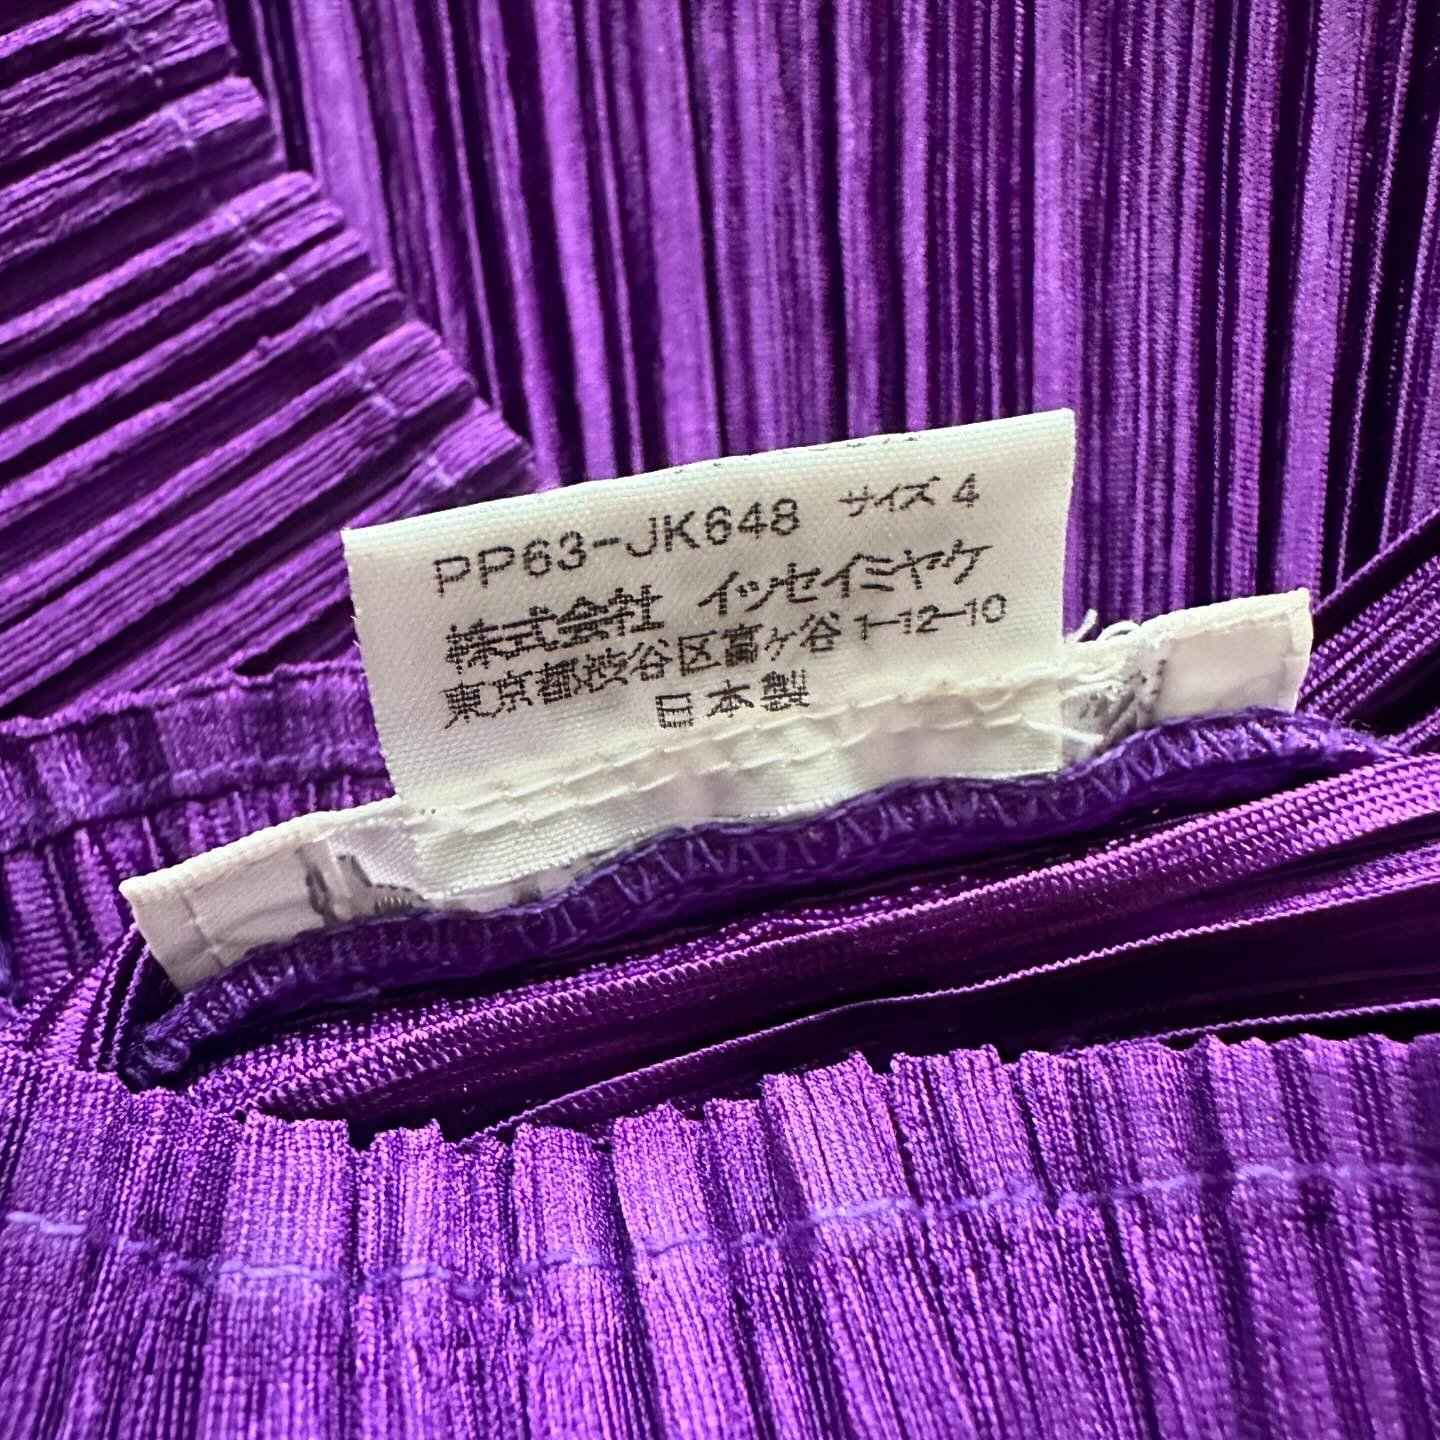 PP63-JK648 サイズ 4
株式会社 イッセイミヤケ
東京都渋谷区富ヶ谷 1-12-10
日本製